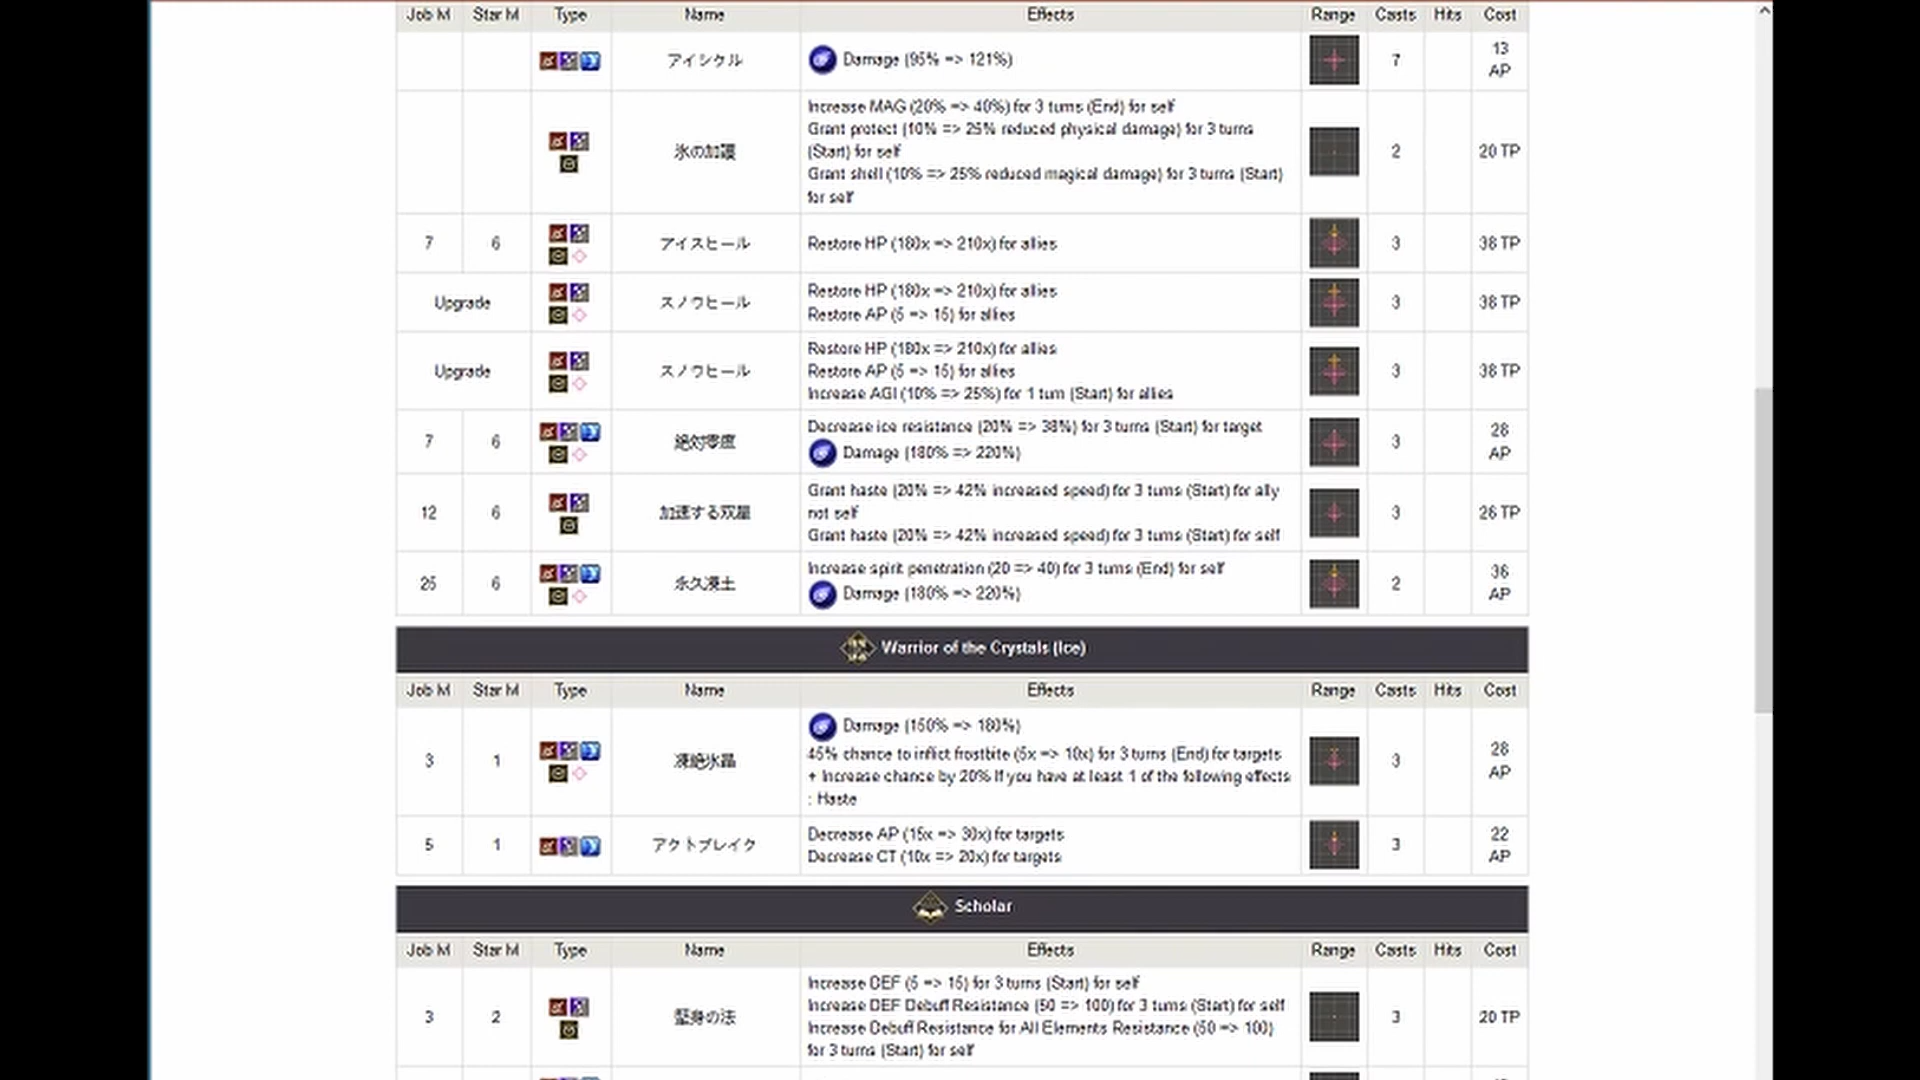 Job M Star M Type Name Effects Range Casts Hits Cost
アイシクル Damage (95% => 121%) 7 13 AP
氷の加護 Increase MAG (20% => 40%) for 3 turns (End) for self
Grant protect (10% => 25% reduced physical damage) for 3 turns
(Start) for self
Grant shell (10% => 25% reduced magical damage) for 3 turns (Start)
for self
2 20 TP
7 6 アイスヒール Restore HP (180x => 210x) for allies 3 38 TP
Upgrade スノウヒール Restore HP (180x => 210x) for allies
Restore AP (5 => 15) for allies
3 38 TP
Upgrade スノウヒール Restore HP (180x => 210x) for allies
Restore AP (5 => 15) for allies
Increase AGI (10% => 25%) for 1 turn (Start) for allies
3 38 TP
7 6 絶対零度 Decrease ice resistance (20% => 38%) for 3 turns (Start) for target
Damage (180% => 220%)
3 28 AP
12 6 加速する双星 Grant haste (20% => 42% increased speed) for 3 turns (Start) for ally
not self
Grant haste (20% => 42% increased speed) for 3 turns (Start) for self
3 26 TP
25 6 永久凍土 Increase spirit penetration (20 => 40) for 3 turns (End) for self
Damage (180% => 220%)
2 36 AP
Warrior of the Crystals (Ice)
Job M Star M Type Name Effects Range Casts Hits Cost
3 1 凍絶氷晶 Damage (150% => 180%)
45% chance to inflict frostbite (5x => 10x) for 3 turns (End) for targets
+ Increase chance by 20% If you have at least 1 of the following effects
: Haste
3 28 AP
5 1 アクトブレイク Decrease AP (15x => 30x) for targets
Decrease CT (10x => 20x) for targets
3 22 AP
Scholar
Job M Star M Type Name Effects Range Casts Hits Cost
3 2 堅身の法 Increase DEF (5 => 15) for 3 turns (Start) for self
Increase DEF Debuff Resistance (50 => 100) for 3 turns (Start) for self
Increase Debuff Resistance for All Elements Resistance (50 => 100)
for 3 turns (Start) for self
3 20 TP